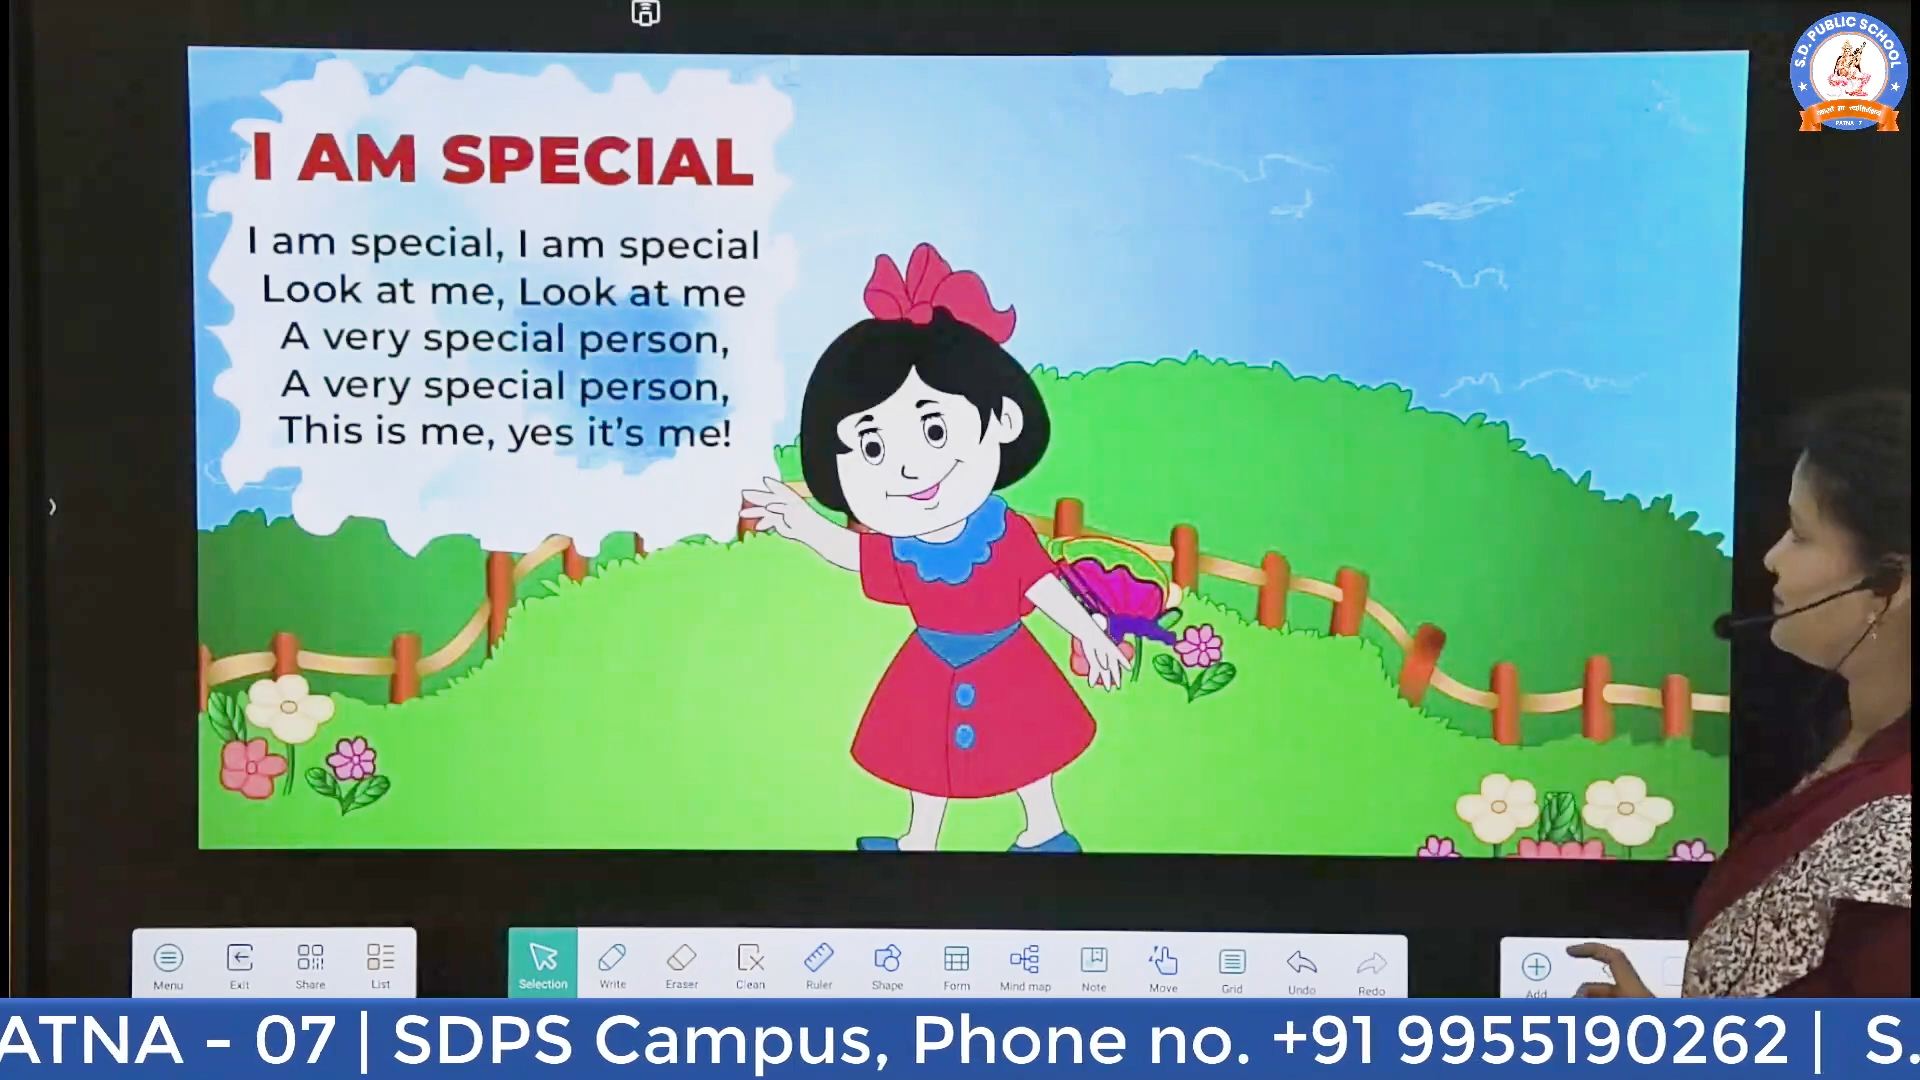 S.D. PUBLIC SCHOOL
PATNA 7
I AM SPECIAL
I am special, I am special
Look at me, Look at me
A very special person,
A very special person,
This is me, yes it's me!
Menu Exit Share List
Selection Write Eraser Clean Ruler Shape Form Mind map Note Move Grid Undo Redo
Add
ATNA - 07 | SDPS Campus, Phone no. +91 9955190262 | S.